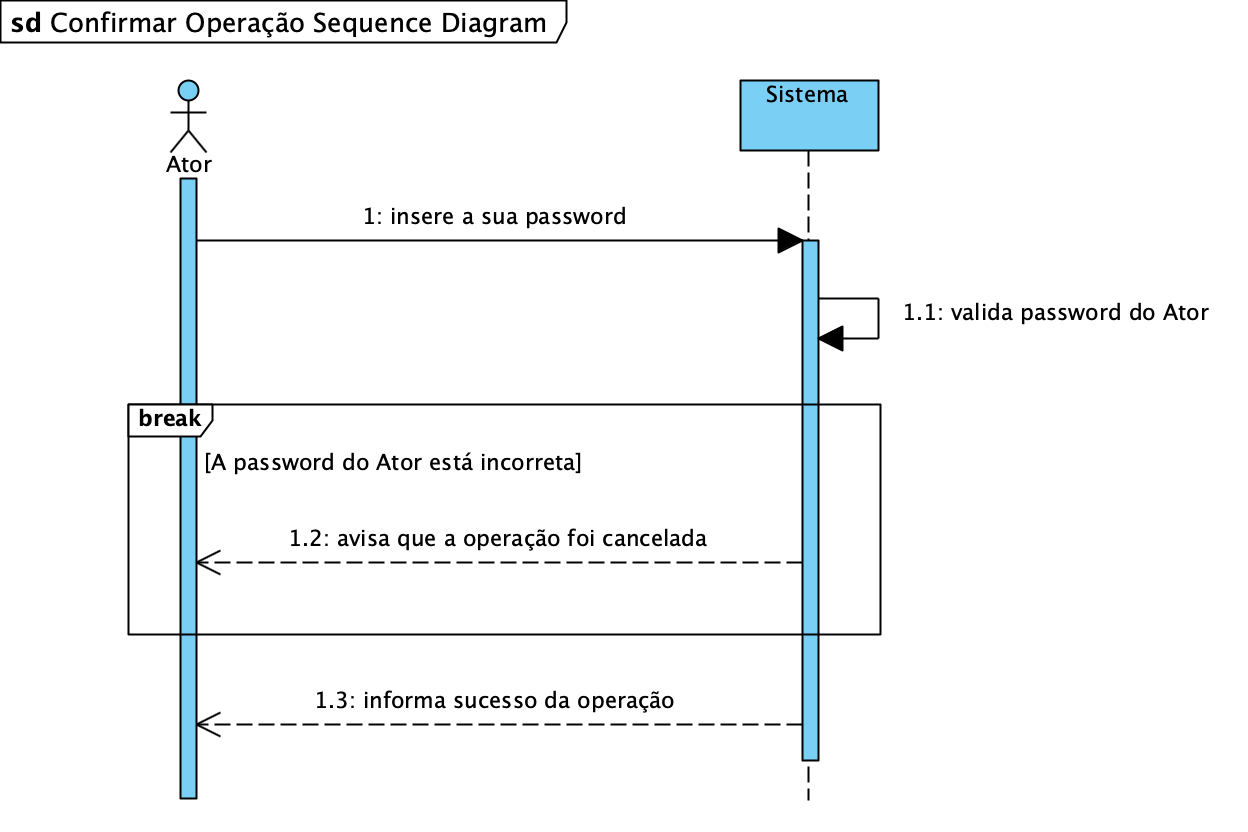 sd Confirmar Operação Sequence Diagram
Sistema
Ator
1: insere a sua password
1.1: valida password do Ator
break
[A password do Ator está incorreta]
1.2: avisa que a operação foi cancelada
1.3: informa sucesso da operação